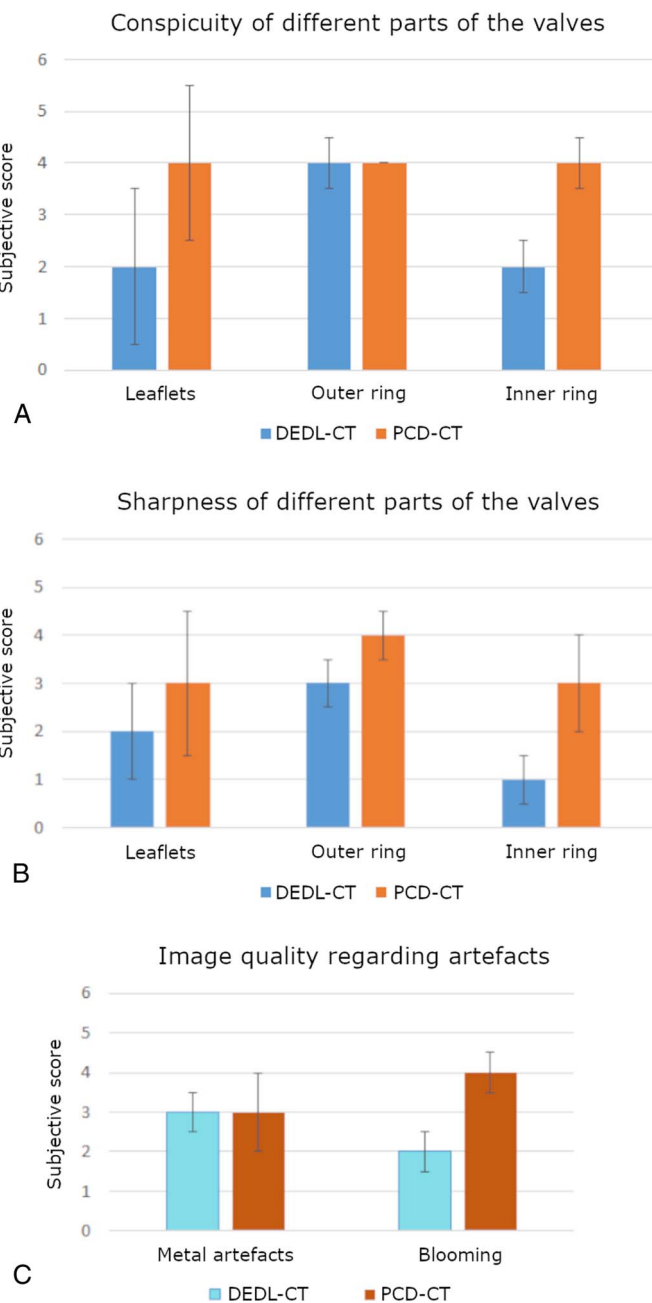 Conspicuity of different parts of the valves
6
5
4
3
2
1
0
Subjective score
Leaflets Outer ring Inner ring
A
DEDL-CT PCD-CT
Sharpness of different parts of the valves
6
5
4
3
2
1
0
Subjective score
Leaflets Outer ring Inner ring
B
DEDL-CT PCD-CT
Image quality regarding artefacts
6
5
4
3
2
1
0
Subjective score
Metal artefacts Blooming
C
DEDL-CT PCD-CT